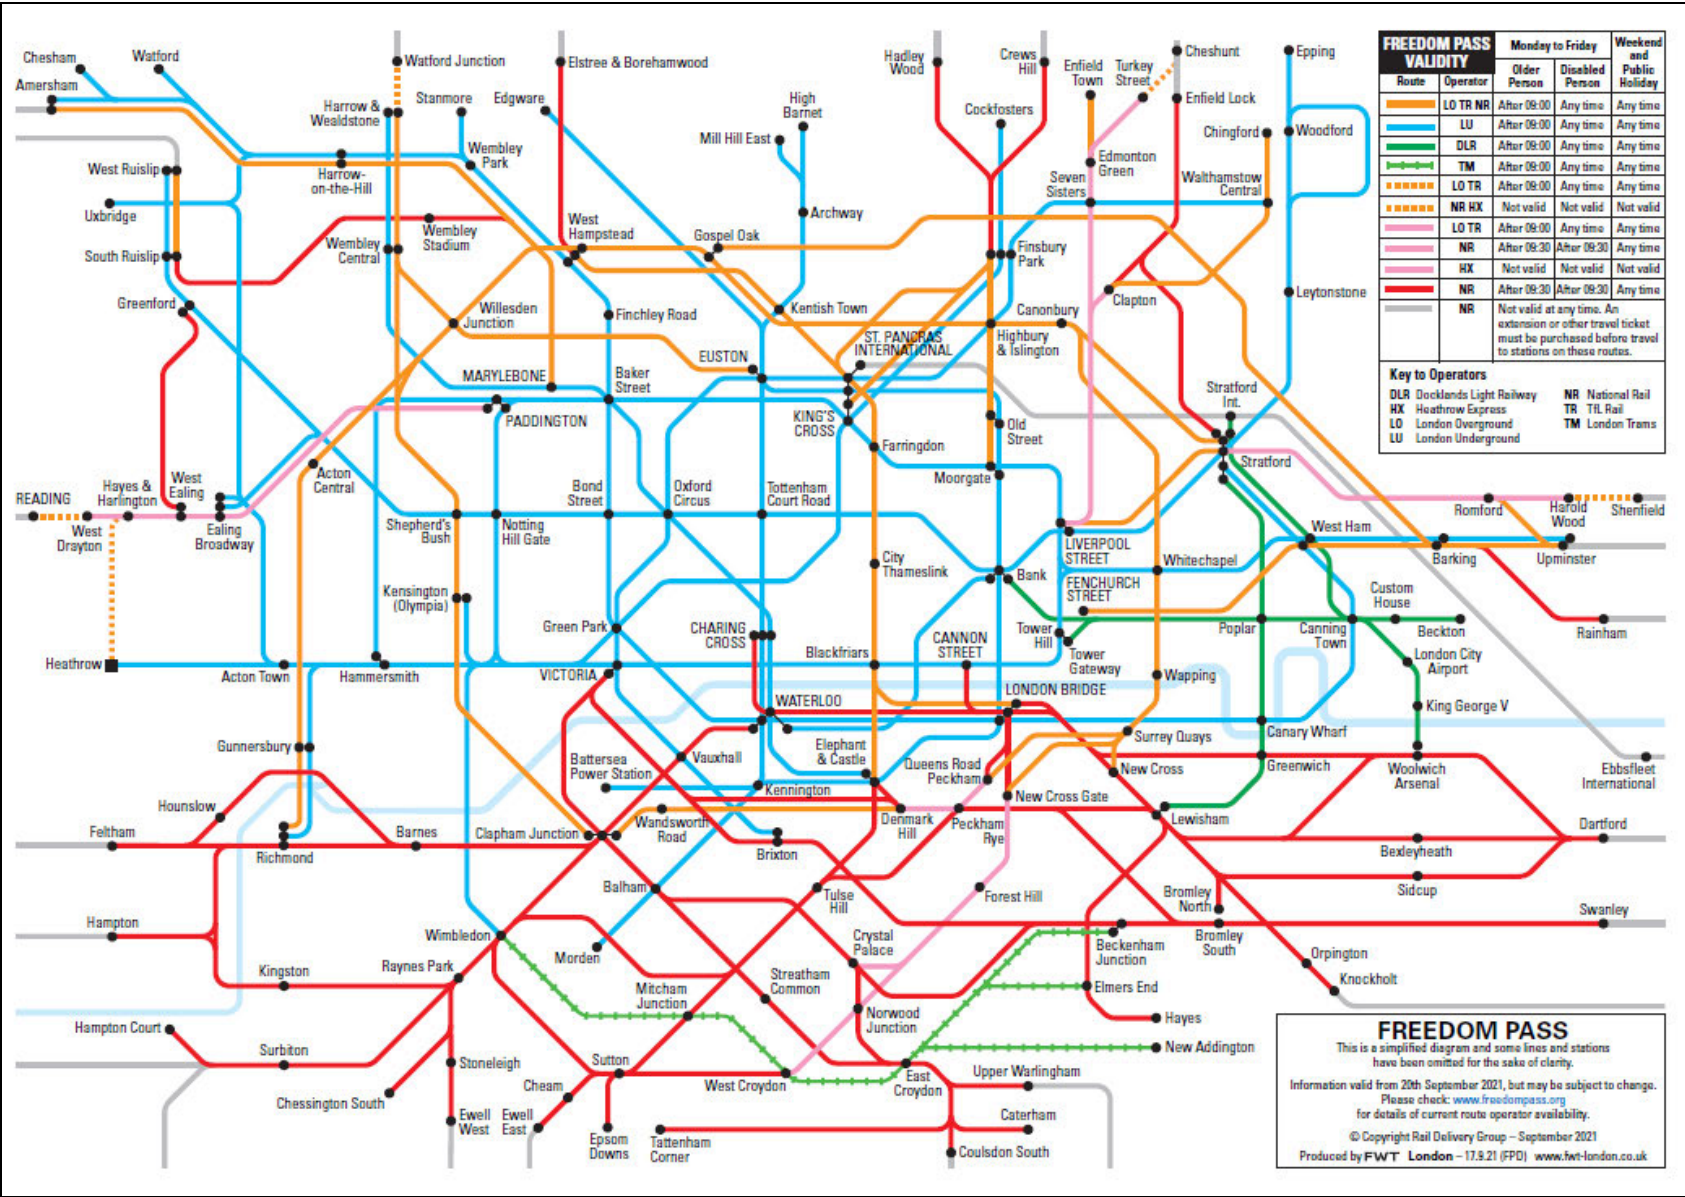 Chesham
Watford
Amersham
Watford Junction
Elstree & Borehamwood
Hadley
Wood
Crews
Hill
Enfield
Town
Turkey
Street
Cheshunt
Epping
Harrow &
Wealdstone
Stanmore
Edgware
High
Barnet
Mill Hill East
Cockfosters
Enfield Lock
Chingford
Woodford
West Ruislip
Harrow-
on-the-Hill
Wembley
Park
Edmonton
Green
Seven
Sisters
Walthamstow
Central
Uxbridge
Archway
Wembley
Stadium
West
Hampstead
Gospel Oak
Wembley
Central
Finsbury
Park
South Ruislip
Greenford
Willesden
Junction
Finchley Road
Kentish Town
Canonbury
Clapton
Leytonstone
ST. PANCRAS
INTERNATIONAL
Highbury
& Islington
EUSTON
MARYLEBONE
Baker
Street
PADDINGTON
KING'S
CROSS
Old
Street
Stratford
Int.
Farringdon
Stratford
Acton
Central
Moorgate
READING
Hayes &
Harlington
West
Ealing
Bond
Street
Oxford
Circus
Tottenham
Court Road
West
Drayton
Ealing
Broadway
Shepherd's
Bush
Notting
Hill Gate
Romford
Harold
Wood
Shenfield
LIVERPOOL
STREET
West Ham
Barking
Upminster
City
Thameslink
Bank
Whitechapel
FENCHURCH
STREET
Kensington
(Olympia)
Custom
House
Green Park
CHARING
CROSS
CANNON
STREET
Tower
Hill
Tower
Gateway
Poplar
Canning
Town
Beckton
Rainham
Heathrow
Acton Town
Hammersmith
VICTORIA
Blackfriars
London City
Airport
Wapping
WATERLOO
LONDON BRIDGE
King George V
Gunnersbury
Battersea
Power Station
Vauxhall
Elephant
& Castle
Queens Road
Peckham
Surrey Quays
New Cross
Canary Wharf
Greenwich
Woolwich
Arsenal
Ebbsfleet
International
Hounslow
Kennington
New Cross Gate
Feltham
Richmond
Barnes
Clapham Junction
Wandsworth
Road
Brixton
Denmark
Hill
Peckham
Rye
Lewisham
Dartford
Bexleyheath
Balham
Tulse
Hill
Forest Hill
Bromley
North
Sidcup
Hampton
Wimbledon
Morden
Crystal
Palace
Beckenham
Junction
Bromley
South
Swanley
Kingston
Raynes Park
Mitcham
Junction
Streatham
Common
Elmers End
Orpington
Knockholt
Norwood
Junction
Hayes
Hampton Court
Surbiton
Stoneleigh
Sutton
West Croydon
East
Croydon
New Addington
Upper Warlingham
Chessington South
Cheam
Ewell
West
Ewell
East
Epsom
Downs
Tattenham
Corner
Caterham
Coulsdon South
FREEDOM PASS
VALIDITY
Monday to Friday
Weekend
and
Public
Holiday
Route Operator
Older
Person
Disabled
Person
LO TR NR After 09:00 Any time Any time
LU After 09:00 Any time Any time
DLR After 09:00 Any time Any time
TM After 09:00 Any time Any time
LO TR After 09:00 Any time Any time
NR HX Not valid Not valid Not valid
LO TR After 09:00 Any time Any time
NR After 09:30 After 09:30 Any time
HX Not valid Not valid Not valid
NR After 09:30 After 09:30 Any time
NR Not valid at any time. An
extension or other travel ticket
must be purchased before travel
to stations on these routes.
Key to Operators
DLR Docklands Light Railway NR National Rail
HX Heathrow Express TR TfL Rail
LO London Overground TM London Trams
LU London Underground
FREEDOM PASS
This is a simplified diagram and some lines and stations
have been omitted for the sake of clarity.
Information valid from 20th September 2021, but may be subject to change.
Please check: www.freedompass.org
for details of current route operator availability.
© Copyright Rail Delivery Group – September 2021
Produced by FWT London – 17.9.21 (FPD) www.fwt-london.co.uk